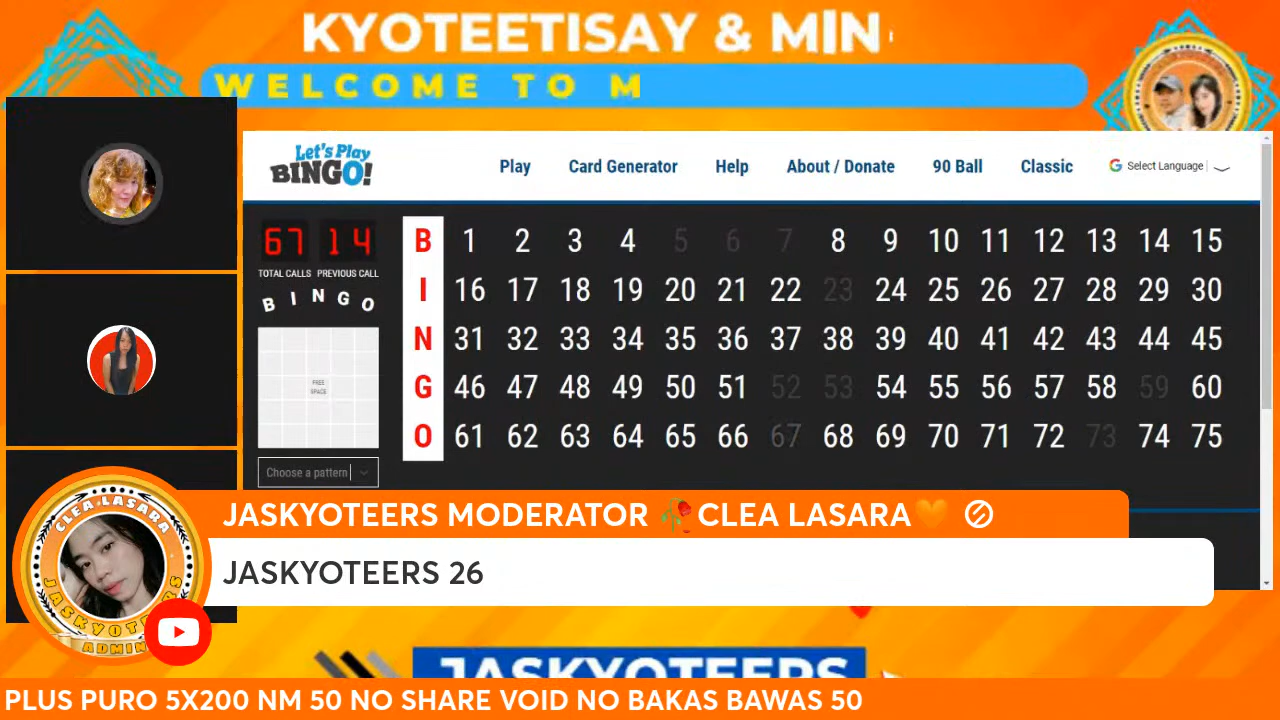 KYOTEETISAY & MIN
WELCOME TO M
Let's Play
BINGO!
Play Card Generator Help About / Donate 90 Ball Classic Select Language
67 14
TOTAL CALLS PREVIOUS CALL
B I N G O
FREE
SPACE
Choose a pattern
B 1 2 3 4 5 6 7 8 9 10 11 12 13 14 15
I 16 17 18 19 20 21 22 23 24 25 26 27 28 29 30
N 31 32 33 34 35 36 37 38 39 40 41 42 43 44 45
G 46 47 48 49 50 51 52 53 54 55 56 57 58 59 60
O 61 62 63 64 65 66 67 68 69 70 71 72 73 74 75
CLEA LASARA
JASKYOTEERS
ADMIN
JASKYOTEERS MODERATOR 🥀CLEA LASARA🧡
JASKYOTEERS 26
JASKYOTEERS
PLUS PURO 5X200 NM 50 NO SHARE VOID NO BAKAS BAWAS 50